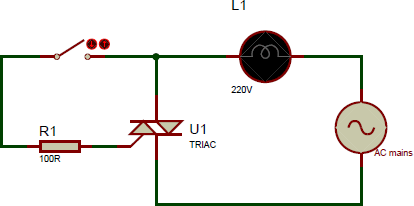 L1
220V
R1
100R
U1
TRIAC
AC mains